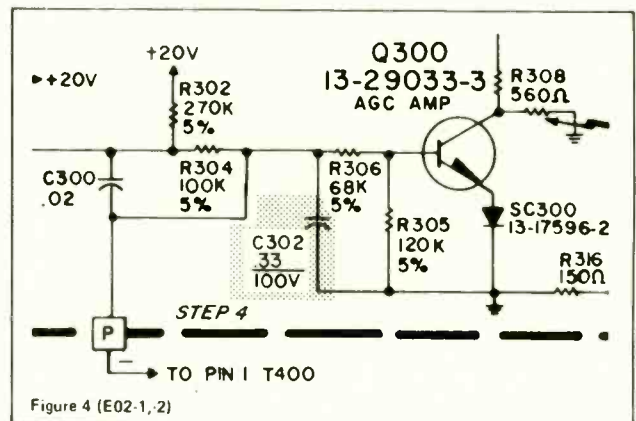 +20V
+20V
R302
270K
5%
Q300
13-29033-3
AGC AMP
R308
560Ω
C300
.02
R304
100K
5%
R306
68K
5%
C302
.33
100V
R305
120K
5%
SC300
13-17596-2
R316
150Ω
STEP 4
P
−
TO PIN 1 T400
Figure 4 (E02-1,-2)